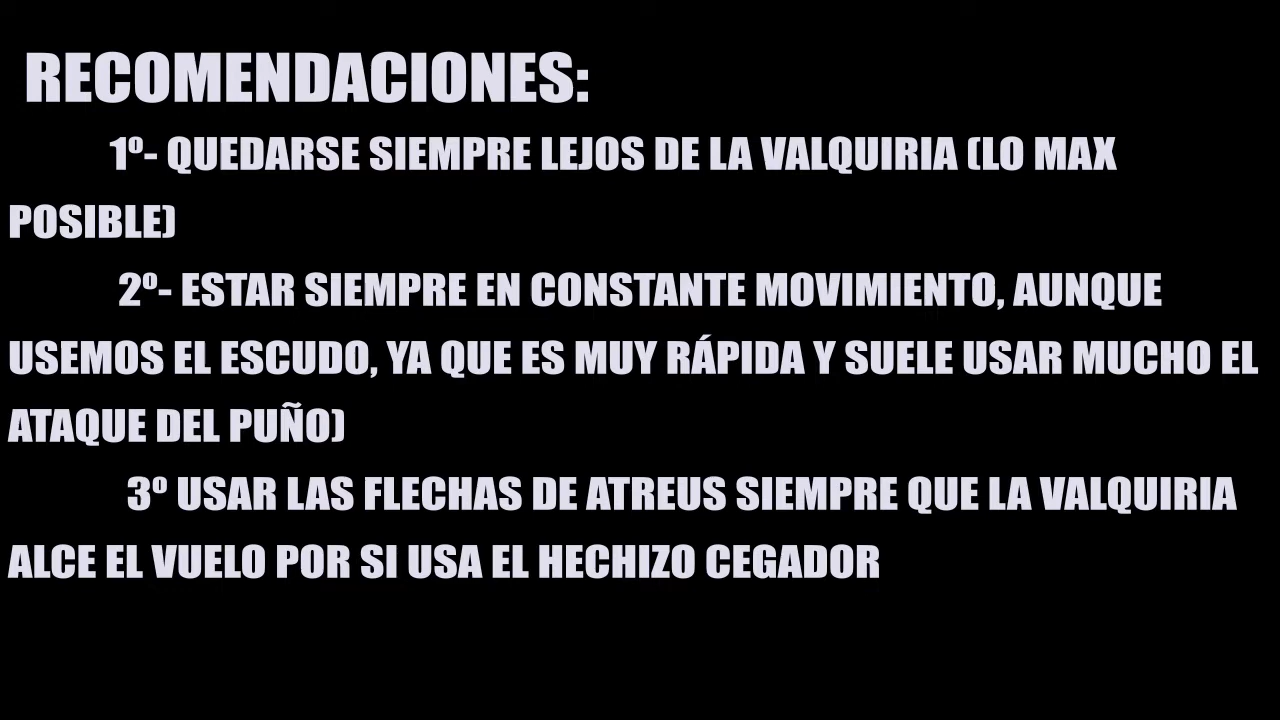 RECOMENDACIONES:
1º- QUEDARSE SIEMPRE LEJOS DE LA VALQUIRIA (LO MAX
POSIBLE)
2º- ESTAR SIEMPRE EN CONSTANTE MOVIMIENTO, AUNQUE
USEMOS EL ESCUDO, YA QUE ES MUY RÁPIDA Y SUELE USAR MUCHO EL
ATAQUE DEL PUÑO)
3º USAR LAS FLECHAS DE ATREUS SIEMPRE QUE LA VALQUIRIA
ALCE EL VUELO POR SI USA EL HECHIZO CEGADOR